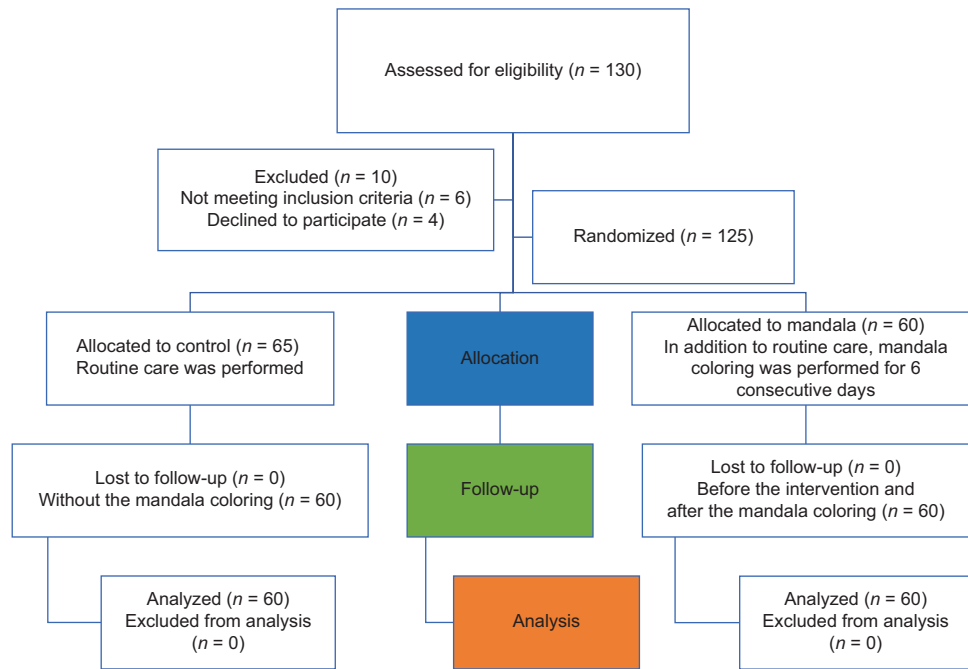 Assessed for eligibility (n = 130)
Excluded (n = 10)
Not meeting inclusion criteria (n = 6)
Declined to participate (n = 4)
Randomized (n = 125)
Allocated to control (n = 65)
Routine care was performed
Allocation
Allocated to mandala (n = 60)
In addition to routine care, mandala
coloring was performed for 6
consecutive days
Lost to follow-up (n = 0)
Without the mandala coloring (n = 60)
Follow-up
Lost to follow-up (n = 0)
Before the intervention and
after the mandala coloring (n = 60)
Analyzed (n = 60)
Excluded from analysis
(n = 0)
Analysis
Analyzed (n = 60)
Excluded from analysis
(n = 0)